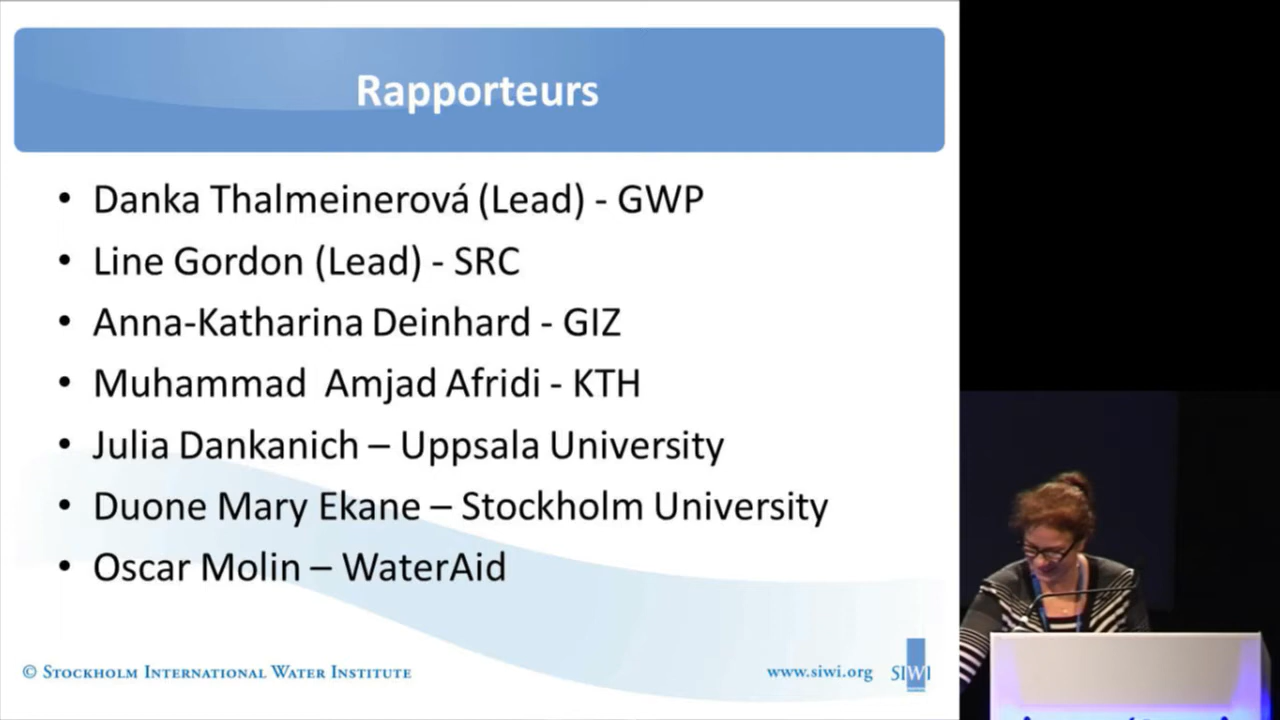 Rapporteurs
• Danka Thalmeinerová (Lead) - GWP
• Line Gordon (Lead) - SRC
• Anna-Katharina Deinhard - GIZ
• Muhammad Amjad Afridi - KTH
• Julia Dankanich – Uppsala University
• Duone Mary Ekane – Stockholm University
• Oscar Molin – WaterAid
© STOCKHOLM INTERNATIONAL WATER INSTITUTE
www.siwi.org SIWI